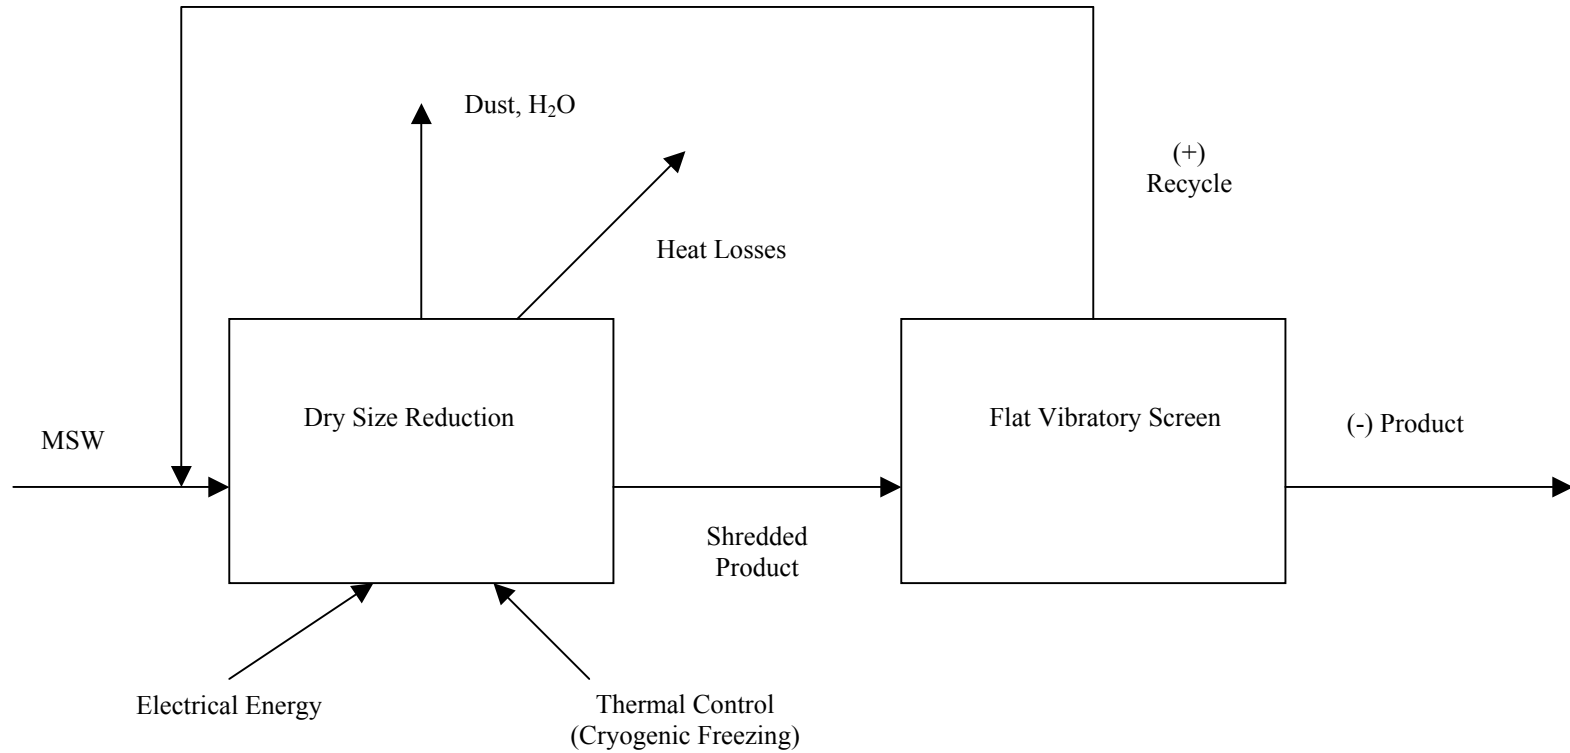 Dust, H₂O
(+)
Recycle
Heat Losses
Dry Size Reduction
Flat Vibratory Screen
(-) Product
MSW
Shredded
Product
Electrical Energy
Thermal Control
(Cryogenic Freezing)